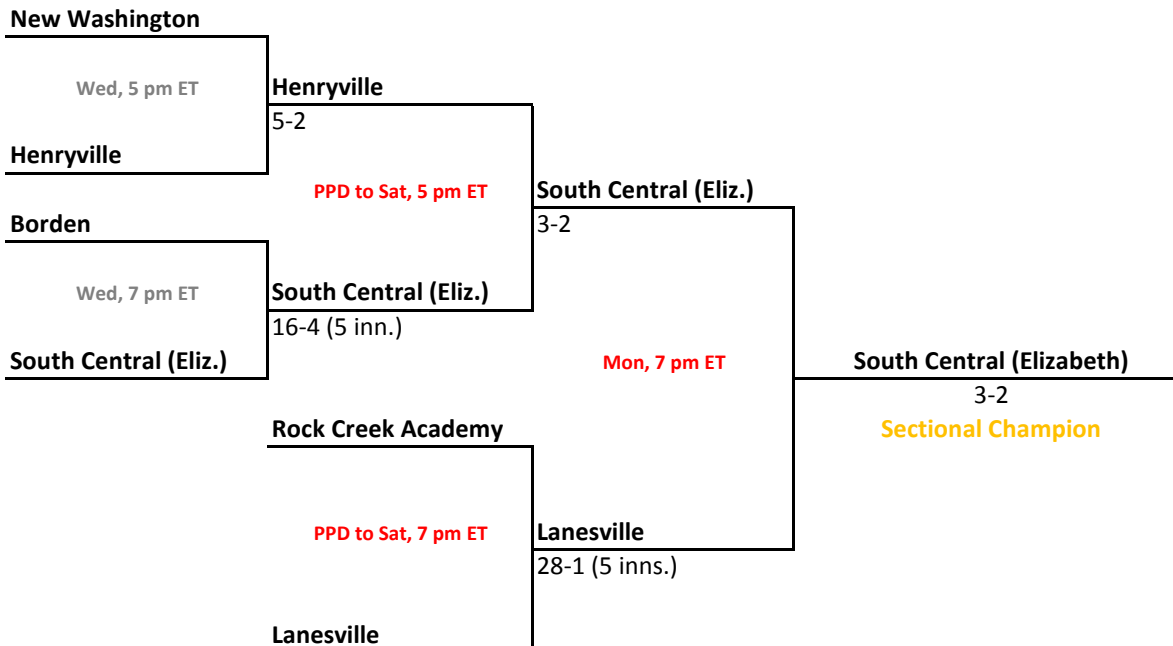 New Washington
Wed, 5 pm ET
Henryville
5-2
Henryville
PPD to Sat, 5 pm ET
South Central (Eliz.)
3-2
Borden
Wed, 7 pm ET
South Central (Eliz.)
16-4 (5 inn.)
South Central (Eliz.)
Mon, 7 pm ET
South Central (Elizabeth)
3-2
Sectional Champion
Rock Creek Academy
PPD to Sat, 7 pm ET
Lanesville
28-1 (5 inns.)
Lanesville